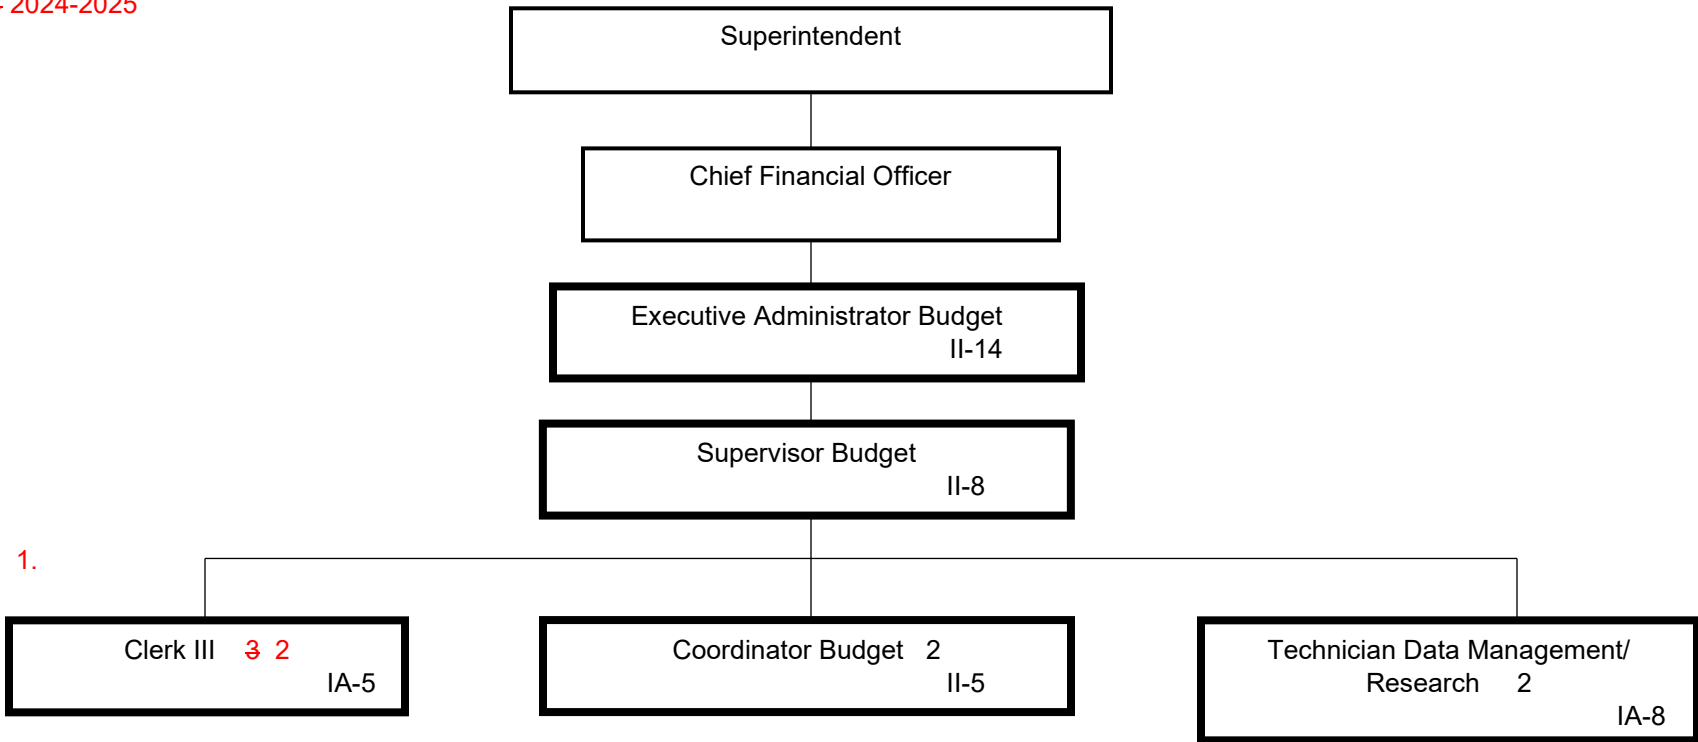 2024-2025
Superintendent
Chief Financial Officer
Executive Administrator Budget
II-14
Supervisor Budget
II-8
1.
Clerk III 3 2
IA-5
Coordinator Budget 2
II-5
Technician Data Management/
Research 2
IA-8